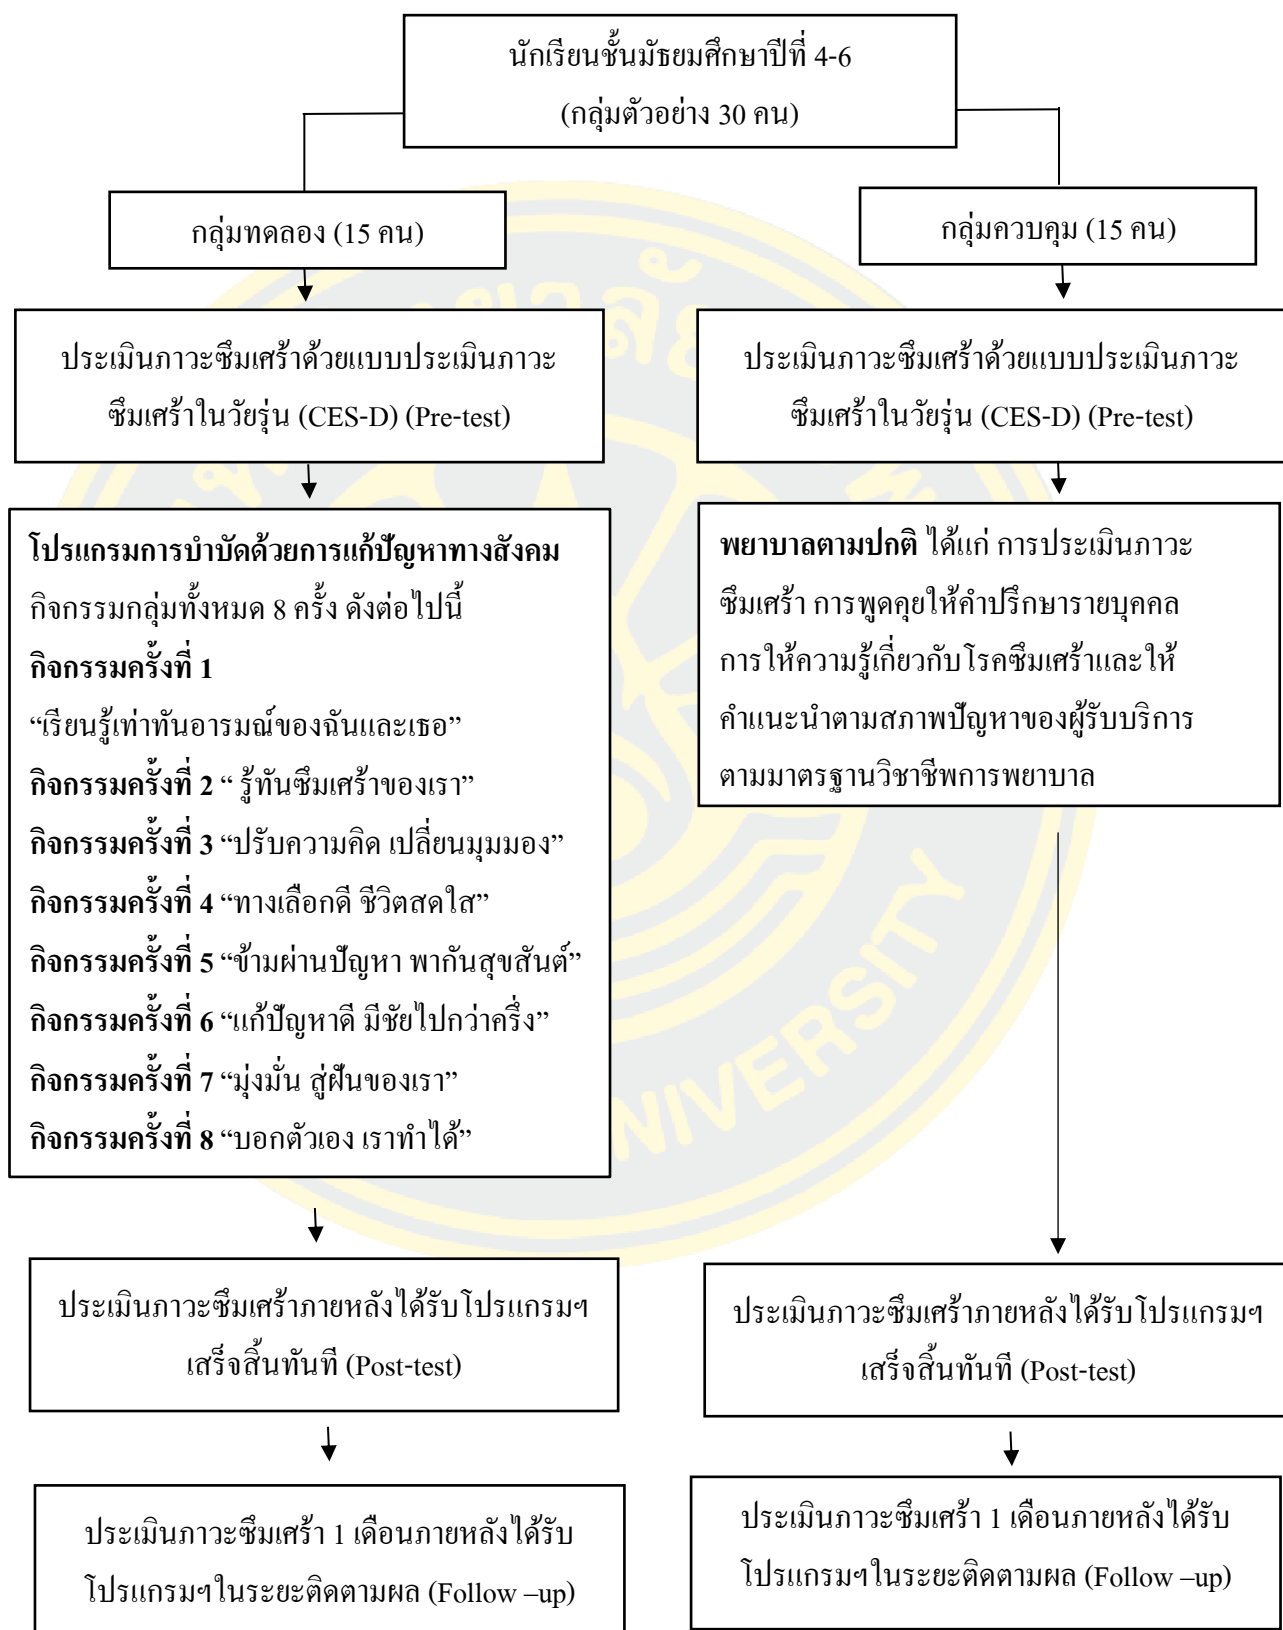 นักเรียนชั้นมัธยมศึกษาปีที่ 4-6
(กลุ่มตัวอย่าง 30 คน)
กลุ่มทดลอง (15 คน)
กลุ่มควบคุม (15 คน)
ประเมินภาวะซึมเศร้าด้วยแบบประเมินภาวะ
ซึมเศร้าในวัยรุ่น (CES-D) (Pre-test)
ประเมินภาวะซึมเศร้าด้วยแบบประเมินภาวะ
ซึมเศร้าในวัยรุ่น (CES-D) (Pre-test)
โปรแกรมการบำบัดด้วยการแก้ปัญหาทางสังคม
กิจกรรมกลุ่มทั้งหมด 8 ครั้ง ดังต่อไปนี้
กิจกรรมครั้งที่ 1
“เรียนรู้เท่าทันอารมณ์ของฉันและเธอ”
กิจกรรมครั้งที่ 2 “ รู้ทันซึมเศร้าของเรา”
กิจกรรมครั้งที่ 3 “ปรับความคิด เปลี่ยนมุมมอง”
กิจกรรมครั้งที่ 4 “ทางเลือกดี ชีวิตสดใส”
กิจกรรมครั้งที่ 5 “ข้ามผ่านปัญหา พากันสุขสันต์”
กิจกรรมครั้งที่ 6 “แก้ปัญหาดี มีชัยไปกว่าครึ่ง”
กิจกรรมครั้งที่ 7 “มุ่งมั่น สู่ฝันของเรา”
กิจกรรมครั้งที่ 8 “บอกตัวเอง เราทำได้”
พยาบาลตามปกติ ได้แก่ การประเมินภาวะ
ซึมเศร้า การพูดคุยให้คำปรึกษารายบุคคล
การให้ความรู้เกี่ยวกับโรคซึมเศร้าและให้
คำแนะนำตามสภาพปัญหาของผู้รับบริการ
ตามมาตรฐานวิชาชีพการพยาบาล
ประเมินภาวะซึมเศร้าภายหลังได้รับโปรแกรมฯ
เสร็จสิ้นทันที (Post-test)
ประเมินภาวะซึมเศร้าภายหลังได้รับโปรแกรมฯ
เสร็จสิ้นทันที (Post-test)
ประเมินภาวะซึมเศร้า 1 เดือนภายหลังได้รับ
โปรแกรมฯในระยะติดตามผล (Follow –up)
ประเมินภาวะซึมเศร้า 1 เดือนภายหลังได้รับ
โปรแกรมฯในระยะติดตามผล (Follow –up)